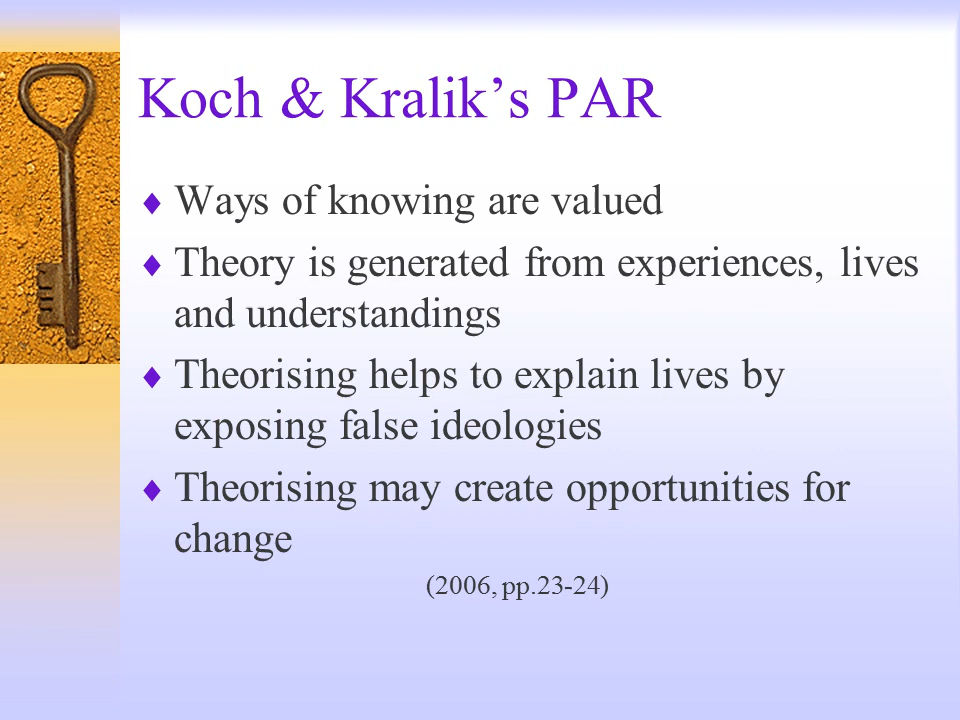 Koch & Kralik’s PAR
♦ Ways of knowing are valued
♦ Theory is generated from experiences, lives
and understandings
♦ Theorising helps to explain lives by
exposing false ideologies
♦ Theorising may create opportunities for
change
(2006, pp.23-24)